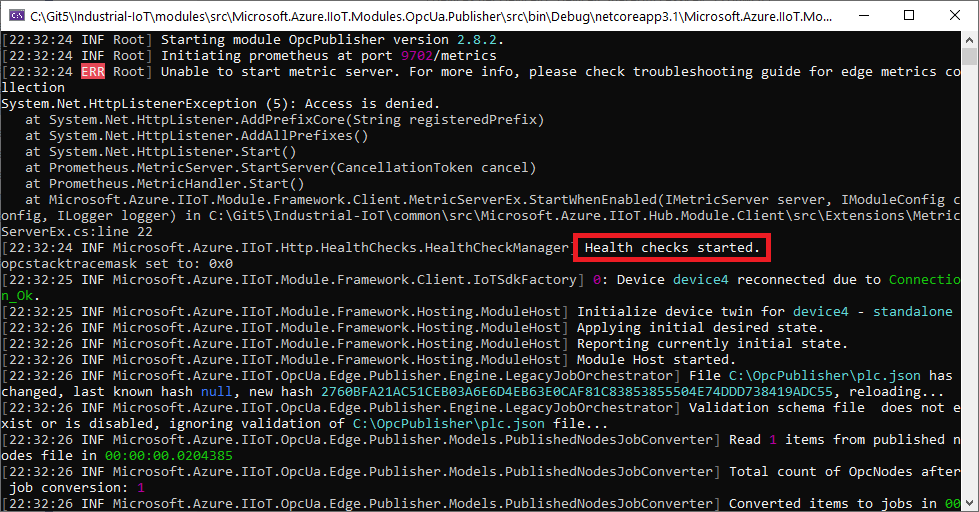 C:\Git5\Industrial-IoT\modules\src\Microsoft.Azure.IIoT.Modules.OpcUa.Publisher\src\bin\Debug\netcoreapp3.1\Microsoft.Azure.IIoT.Mo...
[22:32:24 INF Root] Starting module OpcPublisher version 2.8.2.
[22:32:24 INF Root] Initiating prometheus at port 9702/metrics
[22:32:24 ERR Root] Unable to start metric server. For more info, please check troubleshooting guide for edge metrics co
llection
System.Net.HttpListenerException (5): Access is denied.
   at System.Net.HttpListener.AddPrefixCore(String registeredPrefix)
   at System.Net.HttpListener.AddAllPrefixes()
   at System.Net.HttpListener.Start()
   at Prometheus.MetricServer.StartServer(CancellationToken cancel)
   at Prometheus.MetricHandler.Start()
   at Microsoft.Azure.IIoT.Module.Framework.Client.MetricServerEx.StartWhenEnabled(IMetricServer server, IModuleConfig c
onfig, ILogger logger) in C:\Git5\Industrial-IoT\common\src\Microsoft.Azure.IIoT.Hub.Module.Client\src\Extensions\Metric
ServerEx.cs:line 22
[22:32:24 INF Microsoft.Azure.IIoT.Http.HealthChecks.HealthCheckManager] Health checks started.
opcstacktracemask set to: 0x0
[22:32:25 INF Microsoft.Azure.IIoT.Module.Framework.Client.IoTSdkFactory] 0: Device device4 reconnected due to Connectio
n_Ok.
[22:32:25 INF Microsoft.Azure.IIoT.Module.Framework.Hosting.ModuleHost] Initialize device twin for device4 - standalone
[22:32:26 INF Microsoft.Azure.IIoT.Module.Framework.Hosting.ModuleHost] Applying initial desired state.
[22:32:26 INF Microsoft.Azure.IIoT.Module.Framework.Hosting.ModuleHost] Reporting currently initial state.
[22:32:26 INF Microsoft.Azure.IIoT.Module.Framework.Hosting.ModuleHost] Module Host started.
[22:32:26 INF Microsoft.Azure.IIoT.OpcUa.Edge.Publisher.Engine.LegacyJobOrchestrator] File C:\OpcPublisher\plc.json has
changed, last known hash null, new hash 2760BFA21AC51CEB03A6E6D4EB63E0CAF81C83853855504E74DDD738419ADC55, reloading...
[22:32:26 INF Microsoft.Azure.IIoT.OpcUa.Edge.Publisher.Engine.LegacyJobOrchestrator] Validation schema file  does not e
xist or is disabled, ignoring validation of C:\OpcPublisher\plc.json file...
[22:32:26 INF Microsoft.Azure.IIoT.OpcUa.Edge.Publisher.Models.PublishedNodesJobConverter] Read 1 items from published n
odes file in 00:00:00.0204385
[22:32:26 INF Microsoft.Azure.IIoT.OpcUa.Edge.Publisher.Models.PublishedNodesJobConverter] Total count of OpcNodes after
 job conversion: 1
[22:32:26 INF Microsoft.Azure.IIoT.OpcUa.Edge.Publisher.Models.PublishedNodesJobConverter] Converted items to jobs in 00